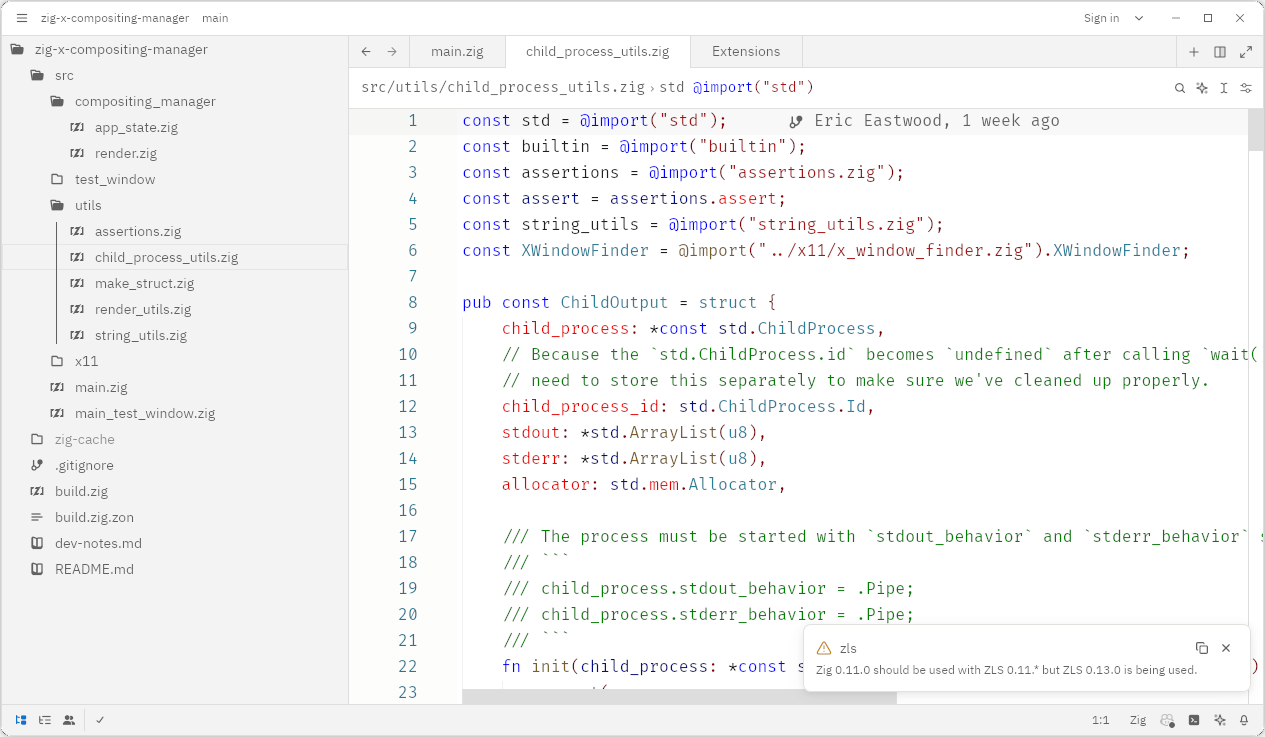 zig-x-compositing-manager main Sign in
zig-x-compositing-manager
src
compositing_manager
app_state.zig
render.zig
test_window
utils
assertions.zig
child_process_utils.zig
make_struct.zig
render_utils.zig
string_utils.zig
x11
main.zig
main_test_window.zig
zig-cache
.gitignore
build.zig
build.zig.zon
dev-notes.md
README.md
main.zig child_process_utils.zig Extensions
src/utils/child_process_utils.zig › std @import("std")
1 const std = @import("std"); Eric Eastwood, 1 week ago
2 const builtin = @import("builtin");
3 const assertions = @import("assertions.zig");
4 const assert = assertions.assert;
5 const string_utils = @import("string_utils.zig");
6 const XWindowFinder = @import("../x11/x_window_finder.zig").XWindowFinder;
7
8 pub const ChildOutput = struct {
9 child_process: *const std.ChildProcess,
10 // Because the `std.ChildProcess.id` becomes `undefined` after calling `wait(
11 // need to store this separately to make sure we've cleaned up properly.
12 child_process_id: std.ChildProcess.Id,
13 stdout: *std.ArrayList(u8),
14 stderr: *std.ArrayList(u8),
15 allocator: std.mem.Allocator,
16
17 /// The process must be started with `stdout_behavior` and `stderr_behavior` s
18 /// ```
19 /// child_process.stdout_behavior = .Pipe;
20 /// child_process.stderr_behavior = .Pipe;
21 /// ```
22 fn init(child_process: *const s
23
zls
Zig 0.11.0 should be used with ZLS 0.11.* but ZLS 0.13.0 is being used.
1:1 Zig